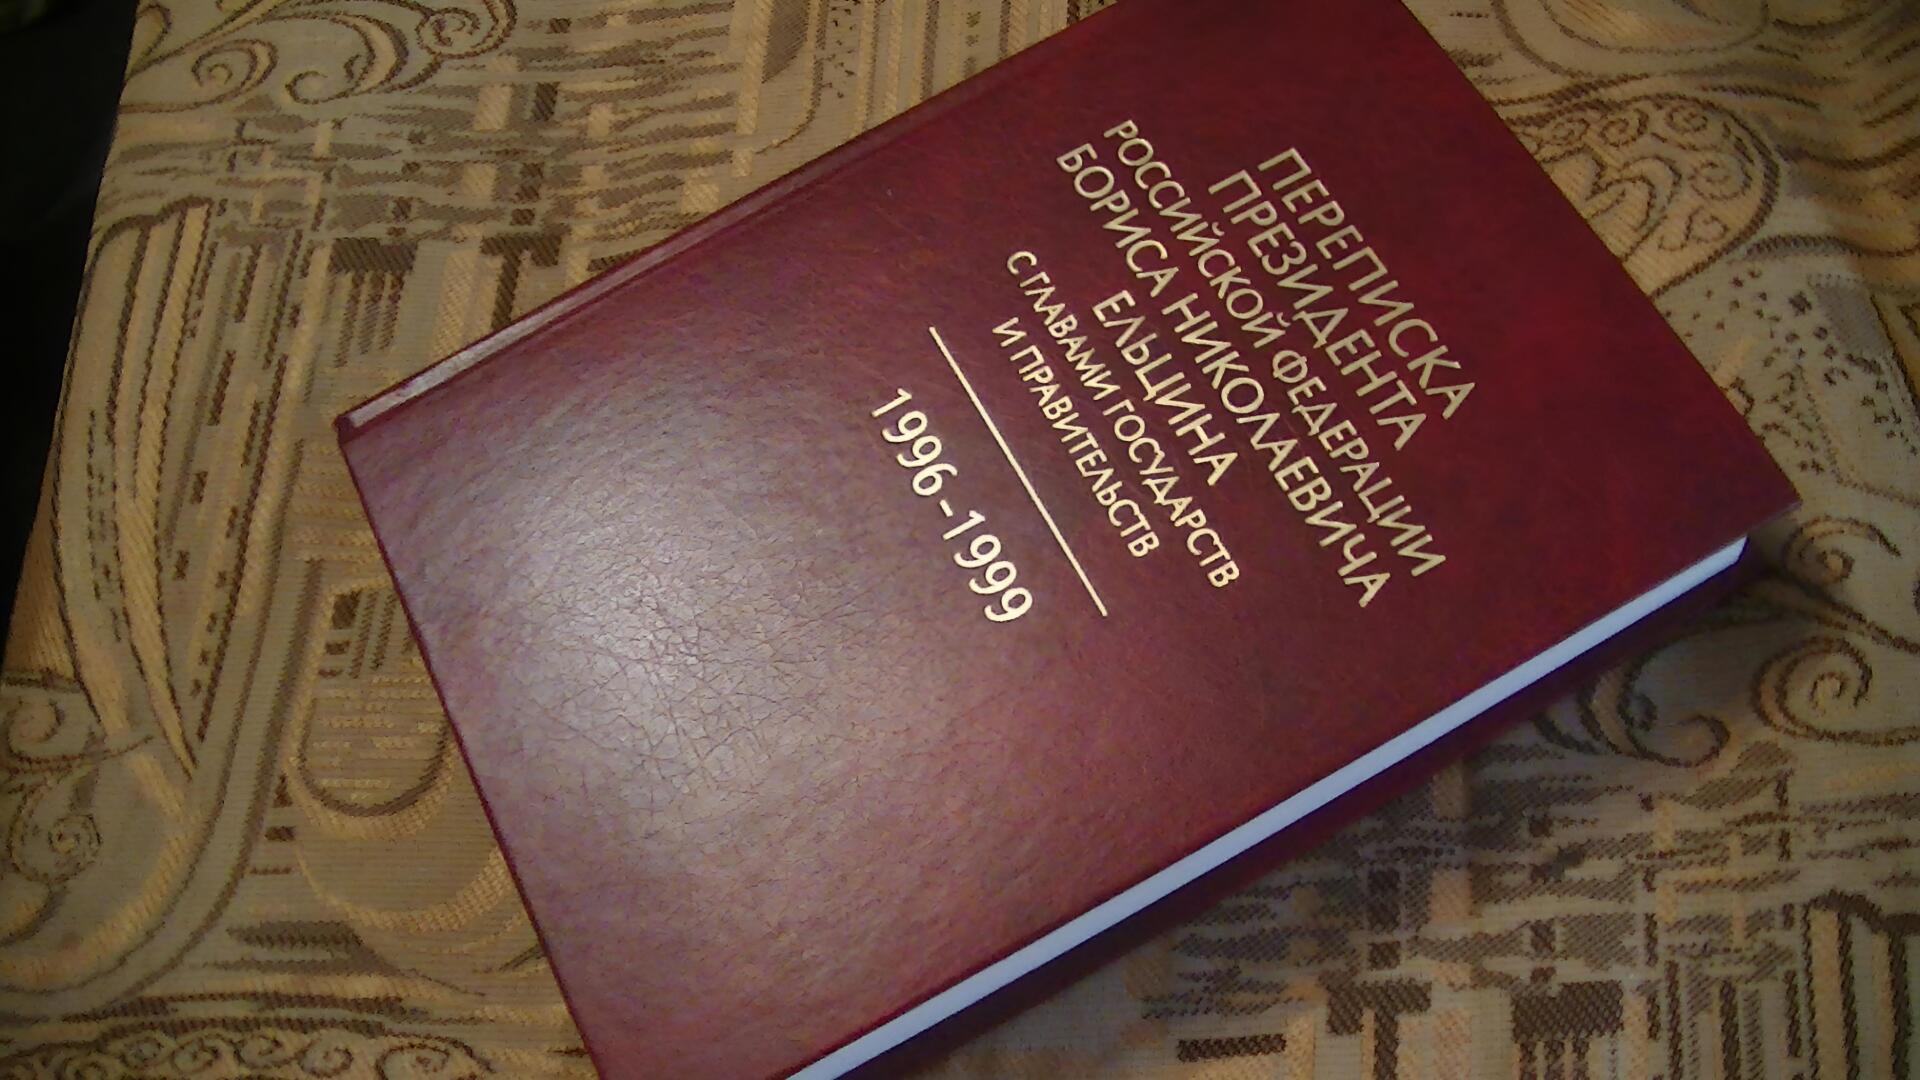 ПЕРЕПИСКА
ПРЕЗИДЕНТА
РОССИЙСКОЙ ФЕДЕРАЦИИ
БОРИСА НИКОЛАЕВИЧА
ЕЛЬЦИНА
С ГЛАВАМИ ГОСУДАРСТВ
И ПРАВИТЕЛЬСТВ
1996-1999